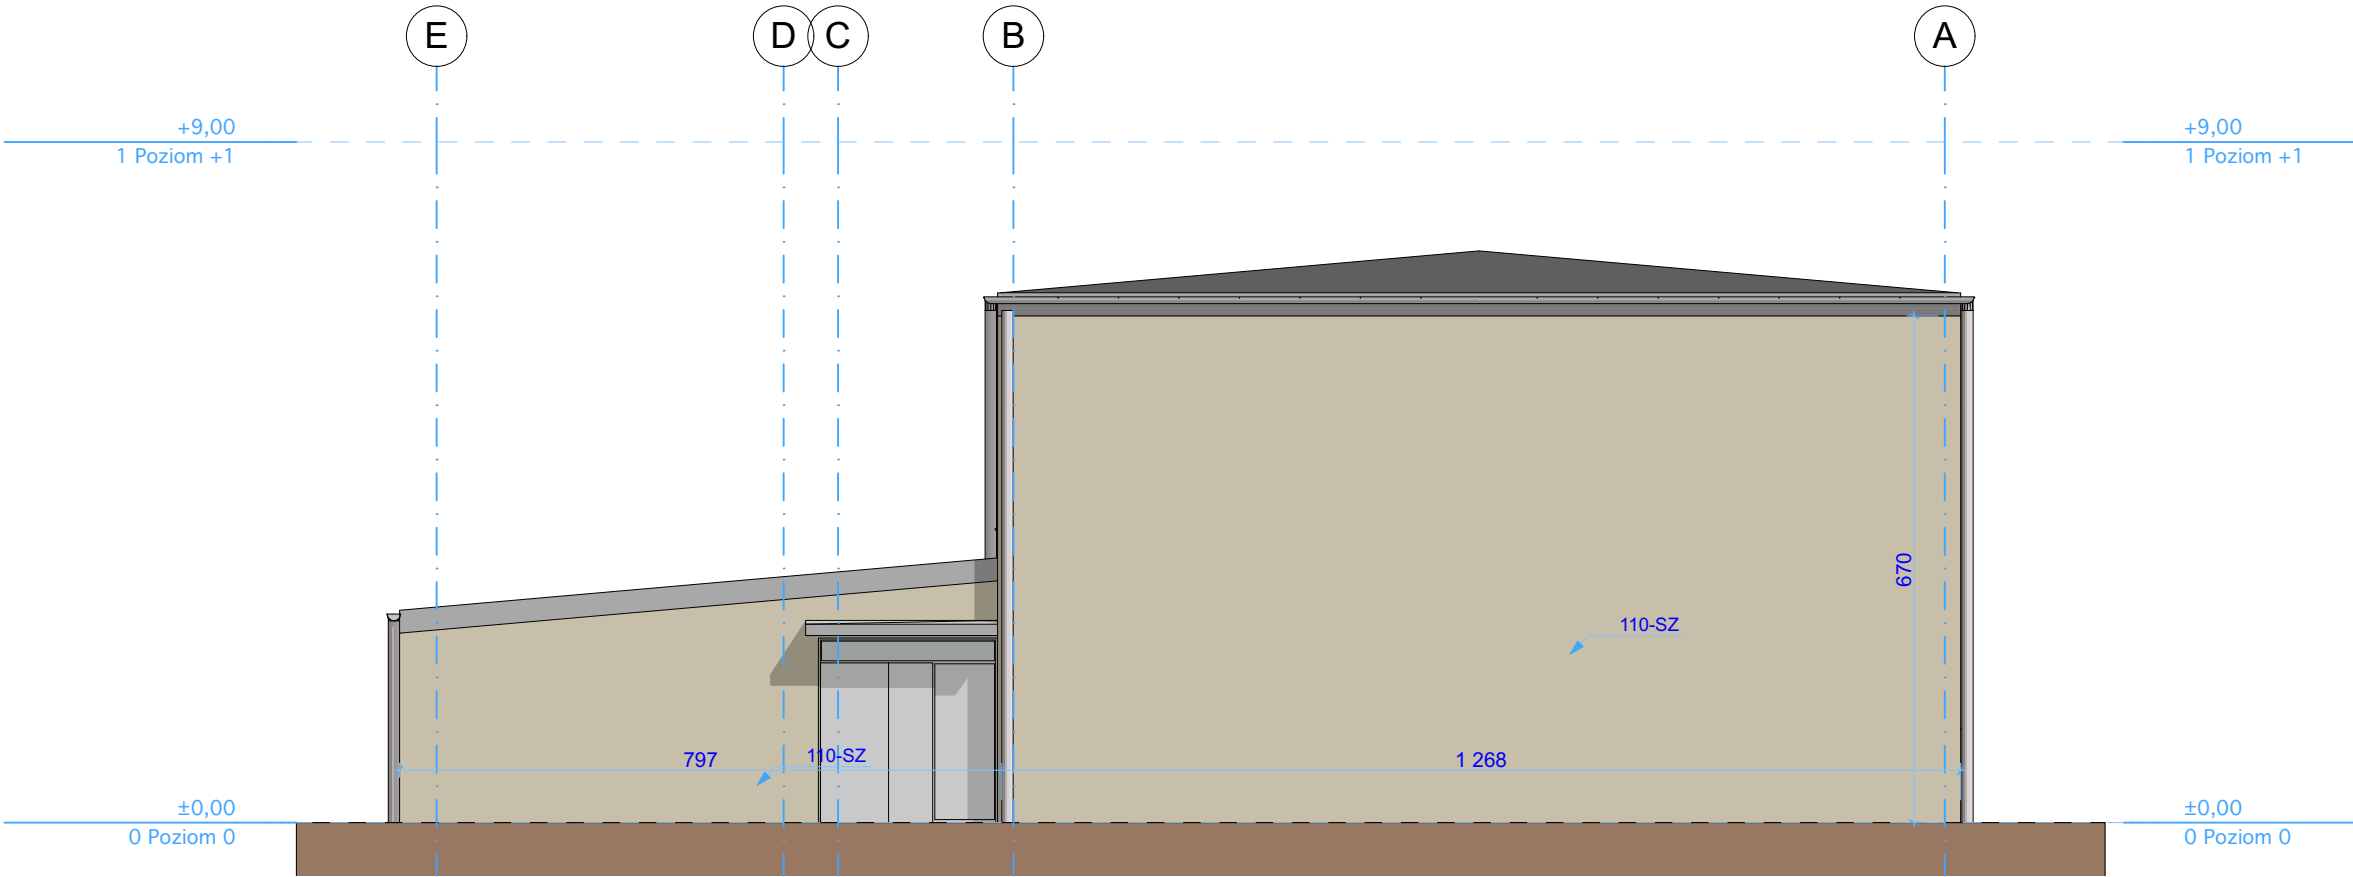 E D C B A
+9,00
1 Poziom +1
+9,00
1 Poziom +1
670
110-SZ
797
110-SZ
1 268
±0,00
0 Poziom 0
±0,00
0 Poziom 0